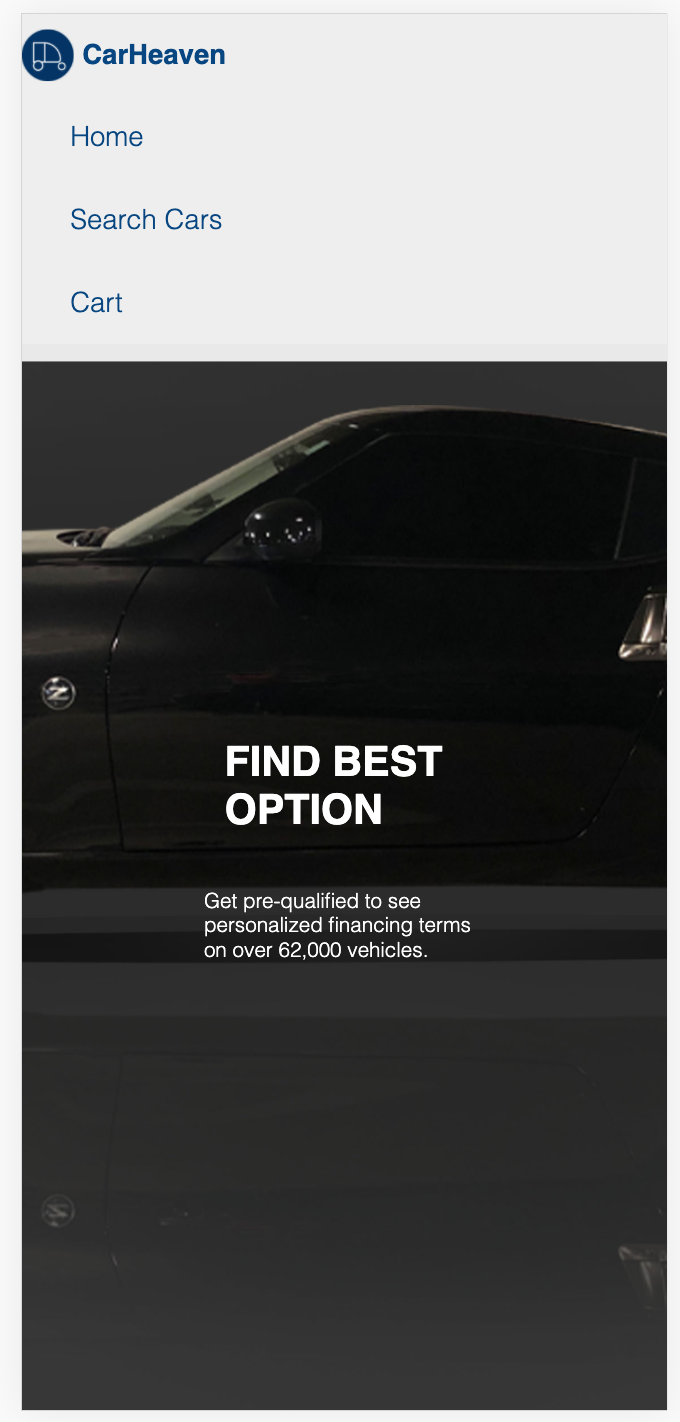 CarHeaven
Home
Search Cars
Cart
FIND BEST
OPTION
Get pre-qualified to see
personalized financing terms
on over 62,000 vehicles.